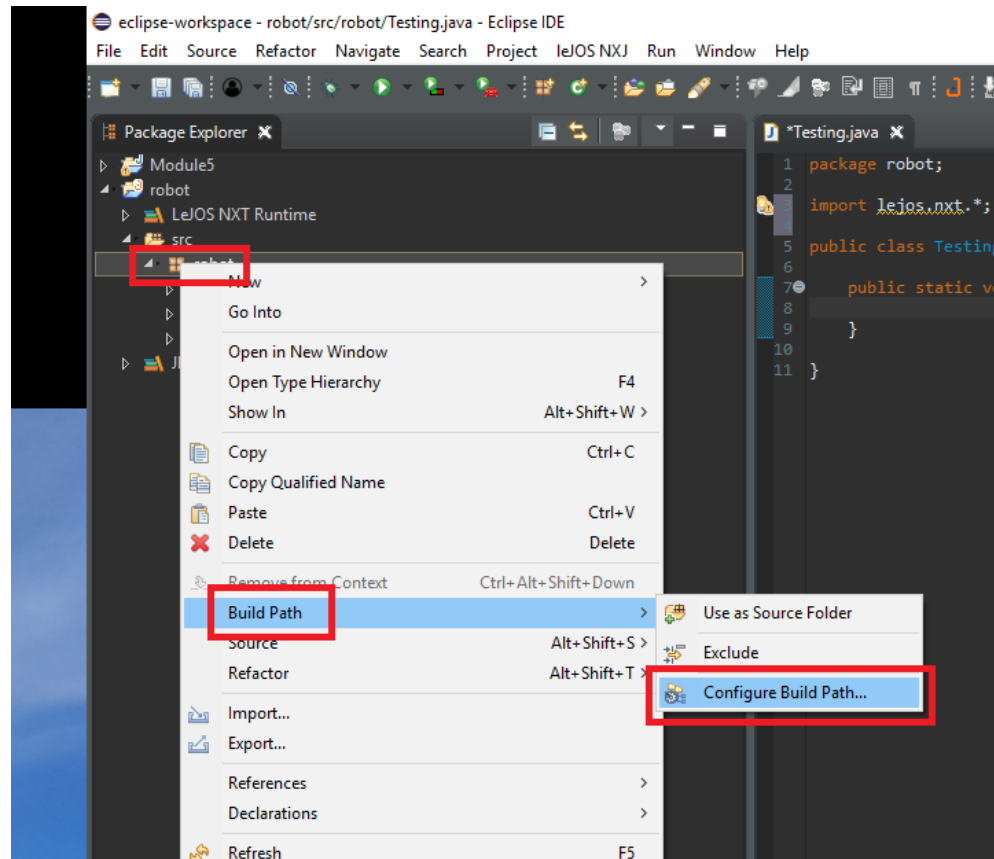 eclipse-workspace - robot/src/robot/Testing.java - Eclipse IDE
File Edit Source Refactor Navigate Search Project leJOS NXJ Run Window Help
Package Explorer
*Testing.java
Module5
robot
LeJOS NXT Runtime
src
robot
1 package robot;
2
3 import lejos.nxt.*;
4
5 public class Testing
6
7 public static
8
9 }
10
11 }
New
Go Into
Open in New Window
Open Type Hierarchy F4
Show In Alt+Shift+W >
Copy Ctrl+C
Copy Qualified Name
Paste Ctrl+V
Delete Delete
Remove from Context Ctrl+Alt+Shift+Down
Build Path
Source Alt+Shift+S >
Refactor Alt+Shift+T >
Import...
Export...
References
Declarations
Refresh F5
Use as Source Folder
Exclude
Configure Build Path...